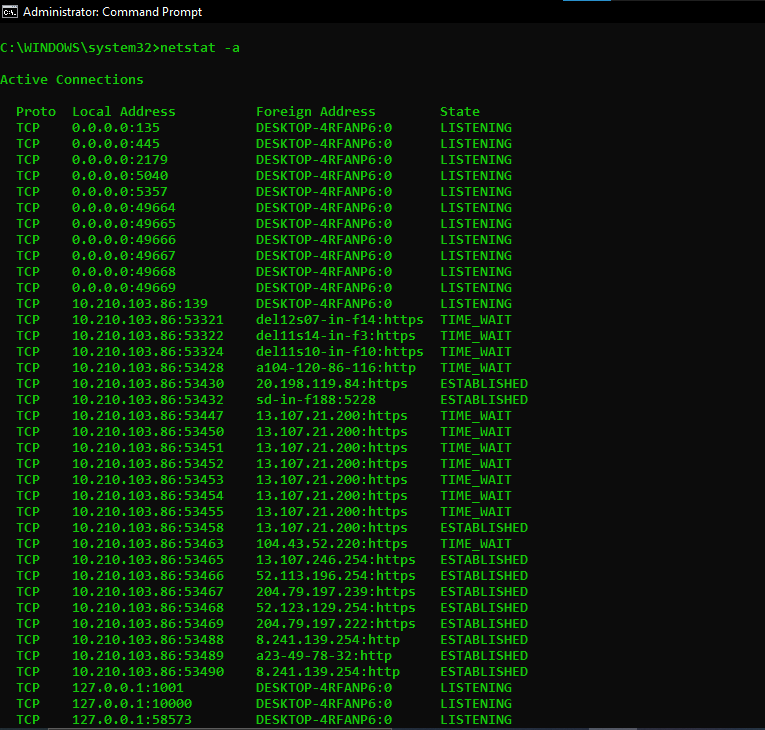 Administrator: Command Prompt
C:\WINDOWS\system32>netstat -a
Active Connections
Proto Local Address Foreign Address State
TCP 0.0.0.0:135 DESKTOP-4RFANP6:0 LISTENING
TCP 0.0.0.0:445 DESKTOP-4RFANP6:0 LISTENING
TCP 0.0.0.0:2179 DESKTOP-4RFANP6:0 LISTENING
TCP 0.0.0.0:5040 DESKTOP-4RFANP6:0 LISTENING
TCP 0.0.0.0:5357 DESKTOP-4RFANP6:0 LISTENING
TCP 0.0.0.0:49664 DESKTOP-4RFANP6:0 LISTENING
TCP 0.0.0.0:49665 DESKTOP-4RFANP6:0 LISTENING
TCP 0.0.0.0:49666 DESKTOP-4RFANP6:0 LISTENING
TCP 0.0.0.0:49667 DESKTOP-4RFANP6:0 LISTENING
TCP 0.0.0.0:49668 DESKTOP-4RFANP6:0 LISTENING
TCP 0.0.0.0:49669 DESKTOP-4RFANP6:0 LISTENING
TCP 10.210.103.86:139 DESKTOP-4RFANP6:0 LISTENING
TCP 10.210.103.86:53321 del12s07-in-f14:https TIME_WAIT
TCP 10.210.103.86:53322 del11s14-in-f3:https TIME_WAIT
TCP 10.210.103.86:53324 del11s10-in-f10:https TIME_WAIT
TCP 10.210.103.86:53428 a104-120-86-116:http TIME_WAIT
TCP 10.210.103.86:53430 20.198.119.84:https ESTABLISHED
TCP 10.210.103.86:53432 sd-in-f188:5228 ESTABLISHED
TCP 10.210.103.86:53447 13.107.21.200:https TIME_WAIT
TCP 10.210.103.86:53450 13.107.21.200:https TIME_WAIT
TCP 10.210.103.86:53451 13.107.21.200:https TIME_WAIT
TCP 10.210.103.86:53452 13.107.21.200:https TIME_WAIT
TCP 10.210.103.86:53453 13.107.21.200:https TIME_WAIT
TCP 10.210.103.86:53454 13.107.21.200:https TIME_WAIT
TCP 10.210.103.86:53455 13.107.21.200:https TIME_WAIT
TCP 10.210.103.86:53458 13.107.21.200:https ESTABLISHED
TCP 10.210.103.86:53463 104.43.52.220:https TIME_WAIT
TCP 10.210.103.86:53465 13.107.246.254:https ESTABLISHED
TCP 10.210.103.86:53466 52.113.196.254:https ESTABLISHED
TCP 10.210.103.86:53467 204.79.197.239:https ESTABLISHED
TCP 10.210.103.86:53468 52.123.129.254:https ESTABLISHED
TCP 10.210.103.86:53469 204.79.197.222:https ESTABLISHED
TCP 10.210.103.86:53488 8.241.139.254:http ESTABLISHED
TCP 10.210.103.86:53489 a23-49-78-32:http ESTABLISHED
TCP 10.210.103.86:53490 8.241.139.254:http ESTABLISHED
TCP 127.0.0.1:1001 DESKTOP-4RFANP6:0 LISTENING
TCP 127.0.0.1:10000 DESKTOP-4RFANP6:0 LISTENING
TCP 127.0.0.1:58573 DESKTOP-4RFANP6:0 LISTENING